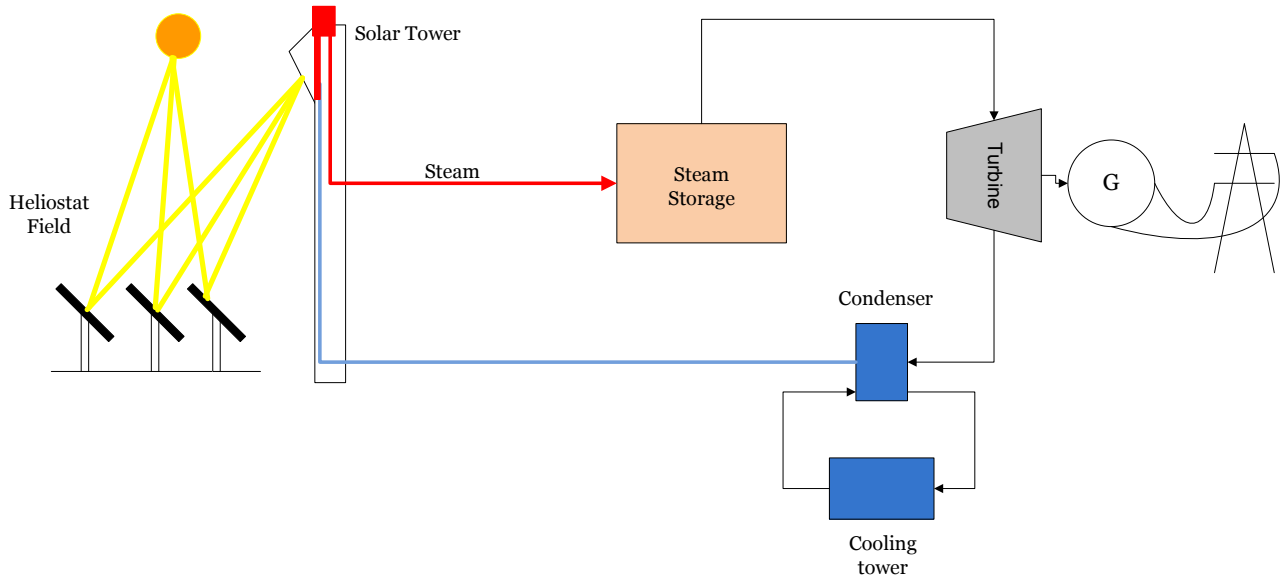 Solar Tower
Heliostat
Field
Steam
Steam
Storage
Turbine
G
Condenser
Cooling
tower